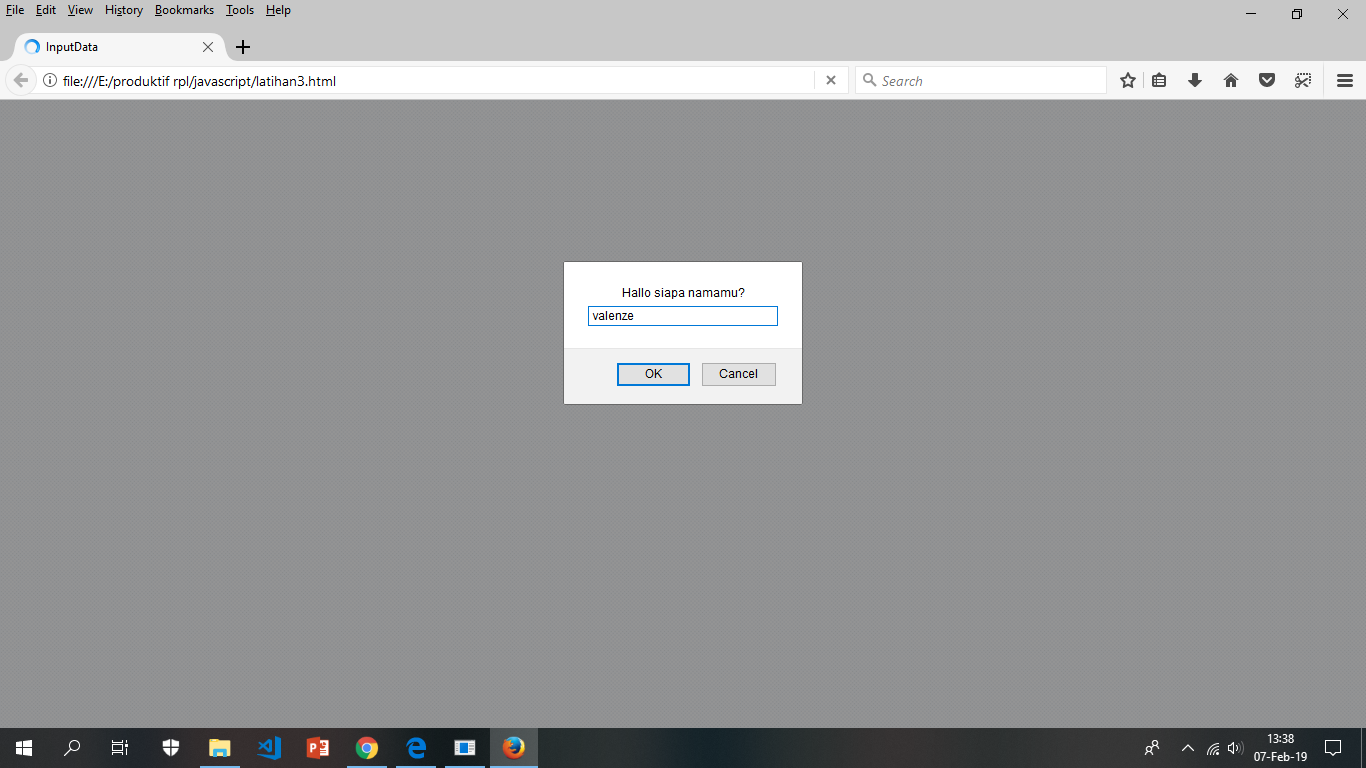 File Edit View History Bookmarks Tools Help
InputData
file:///E:/produktif rpl/javascript/latihan3.html
Search
Hallo siapa namamu?
valenze
OK Cancel
13:38
07-Feb-19